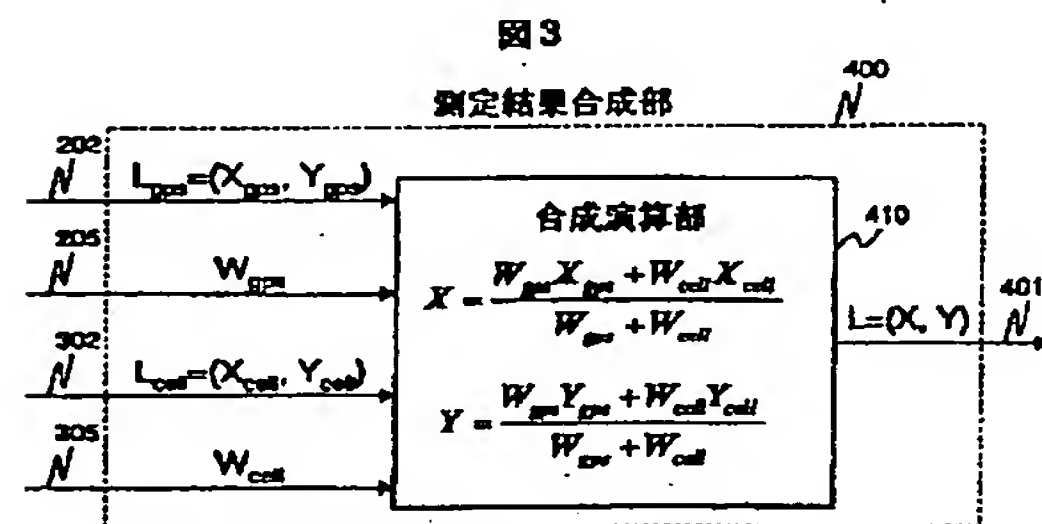 図3
400
測定結果合成部
202
L_gps=(X_gps, Y_gps)
205
W_gps
302
L_cell=(X_cell, Y_cell)
305
W_cell
合成演算部
410
X = (W_gps X_gps + W_cell X_cell) / (W_gps + W_cell)
Y = (W_gps Y_gps + W_cell Y_cell) / (W_gps + W_cell)
L=(X, Y)
401